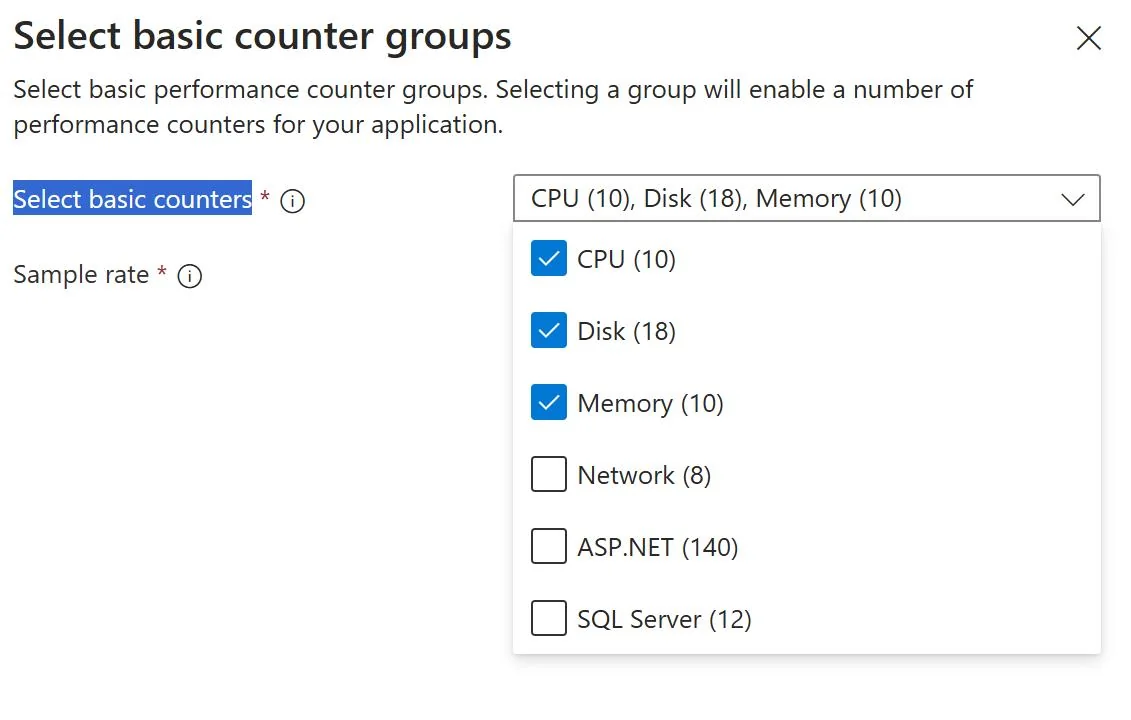 Select basic counter groups
Select basic performance counter groups. Selecting a group will enable a number of
performance counters for your application.
Select basic counters *
CPU (10), Disk (18), Memory (10)
Sample rate *
CPU (10)
Disk (18)
Memory (10)
Network (8)
ASP.NET (140)
SQL Server (12)